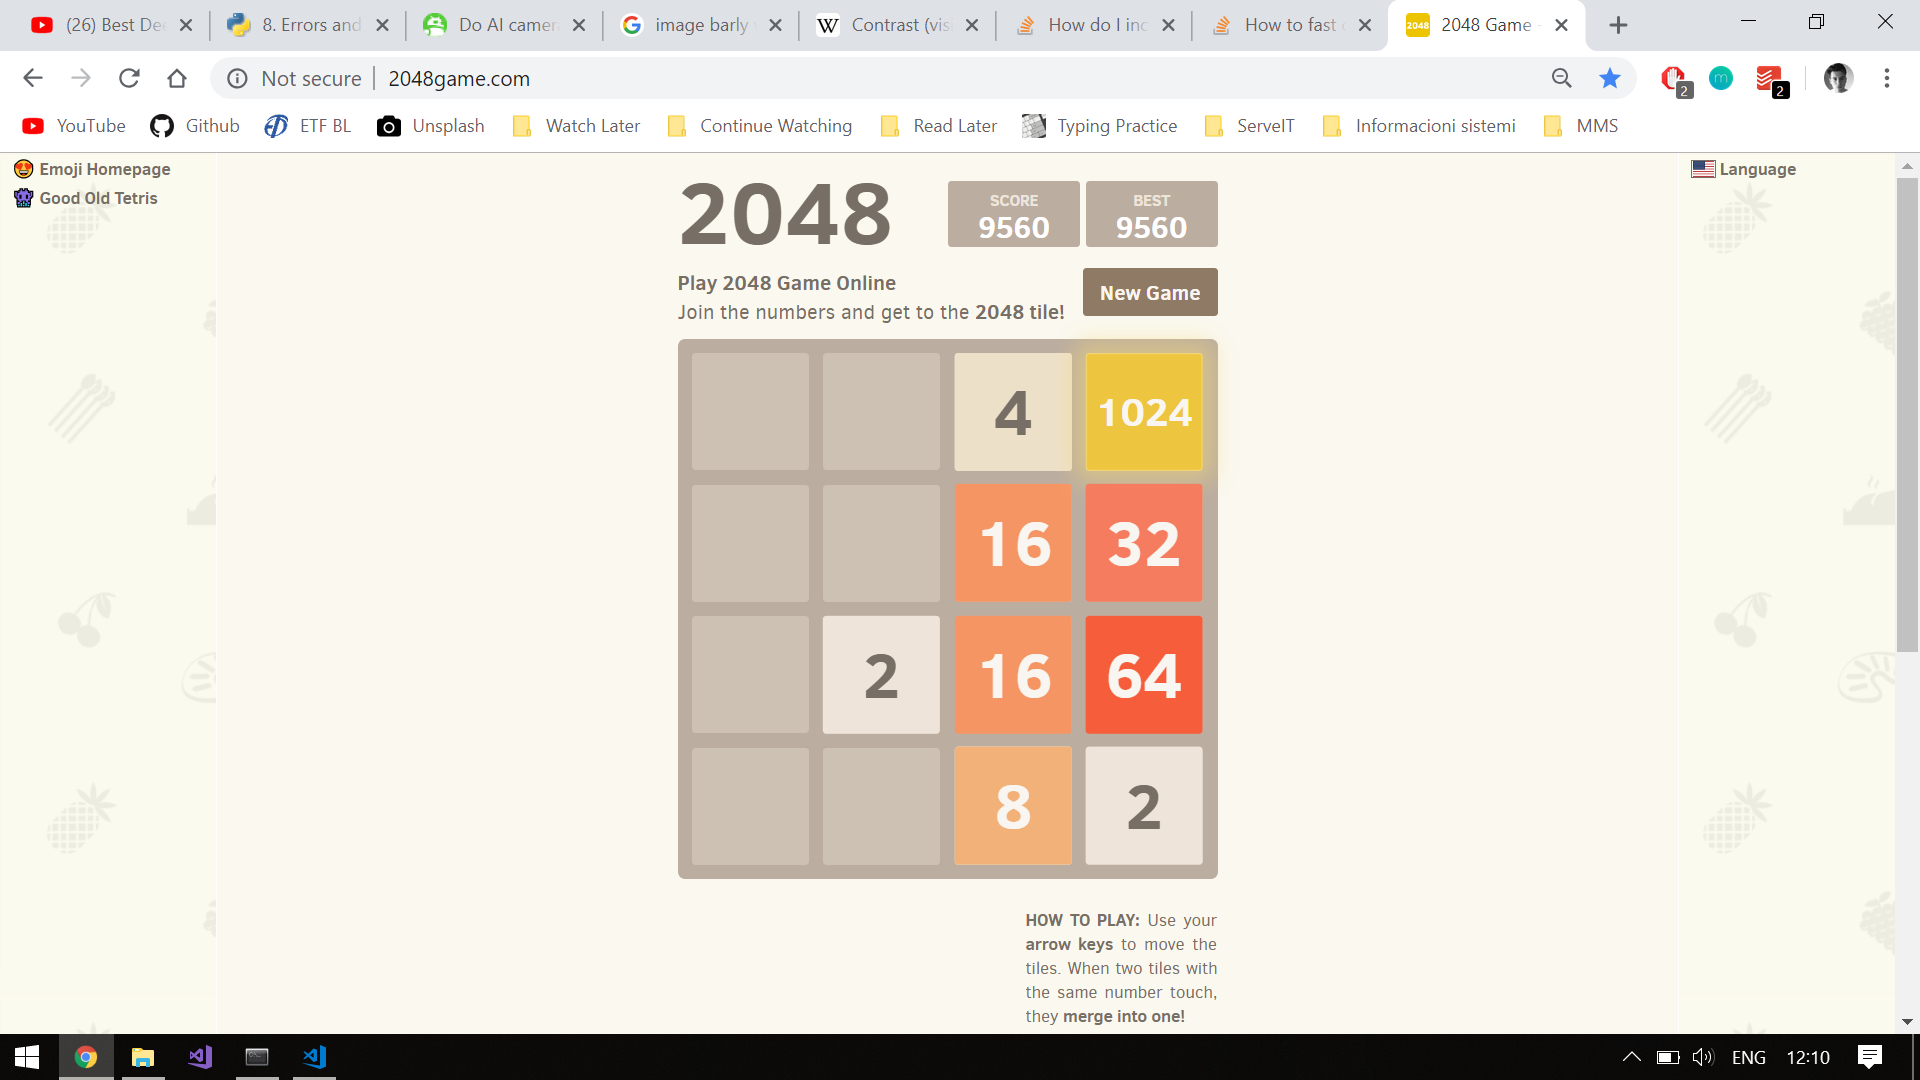 (26) Best Dee 8. Errors and Do AI camer image barly Contrast (vis How do I inc How to fast 2048 Game -
Not secure 2048game.com 2 2
YouTube Github ETF BL Unsplash Watch Later Continue Watching Read Later Typing Practice ServeIT Informacioni sistemi MMS
Emoji Homepage
Good Old Tetris
Language
2048
SCORE
9560
BEST
9560
Play 2048 Game Online
Join the numbers and get to the 2048 tile!
New Game
4 1024
16 32
2 16 64
8 2
HOW TO PLAY: Use your
arrow keys to move the
tiles. When two tiles with
the same number touch,
they merge into one!
ENG 12:10